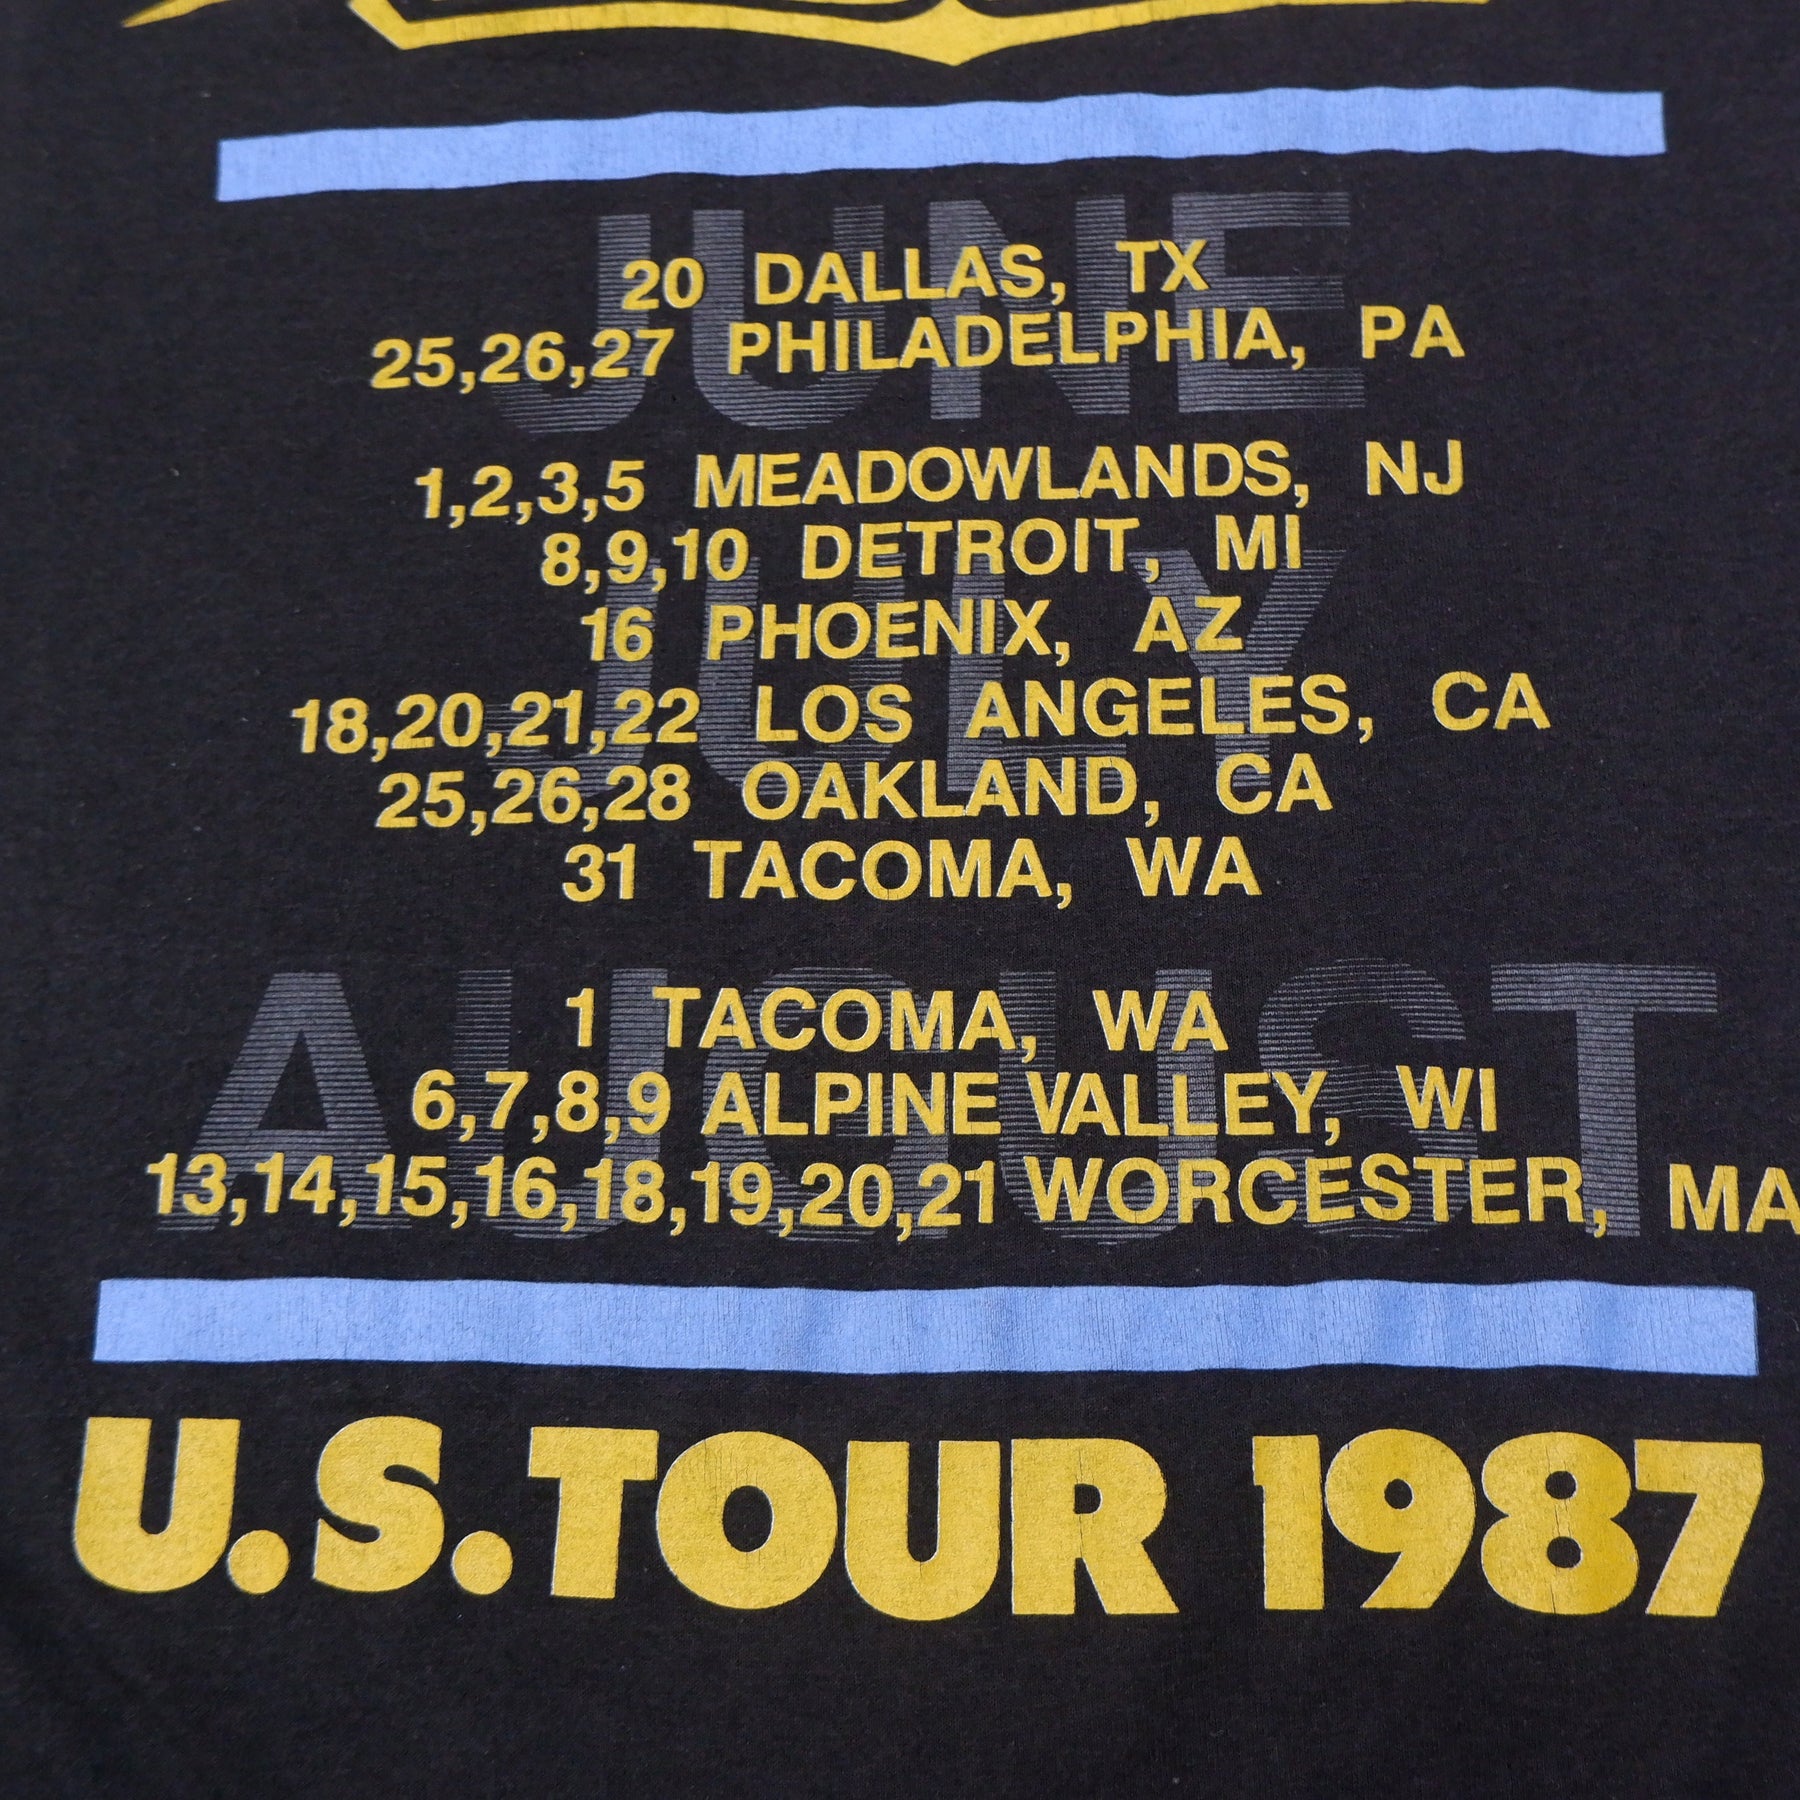 JUNE
20 DALLAS, TX
25,26,27 PHILADELPHIA, PA
JULY
1,2,3,5 MEADOWLANDS, NJ
8,9,10 DETROIT, MI
16 PHOENIX, AZ
18,20,21,22 LOS ANGELES, CA
25,26,28 OAKLAND, CA
31 TACOMA, WA
AUGUST
1 TACOMA, WA
6,7,8,9 ALPINE VALLEY, WI
13,14,15,16,18,19,20,21 WORCESTER, MA
U.S. TOUR 1987